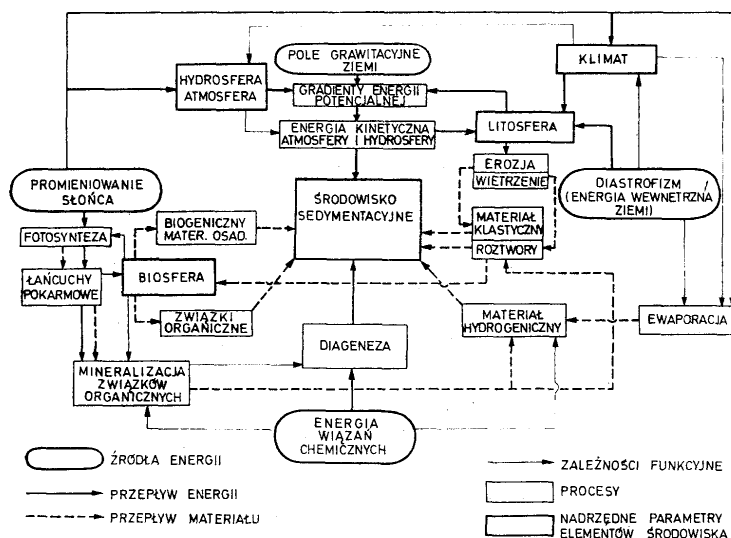 POLE GRAWITACYJNE
ZIEMI
KLIMAT
HYDROSFERA
ATMOSFERA
GRADIENTY ENERGII
POTENCJALNEJ
LITOSFERA
ENERGIA KINETYCZNA
ATMOSFERY I HYDROSFERY
EROZJA
WIETRZENIE
PROMIENIOWANIE
SŁOŃCA
ŚRODOWISKO
SEDYMENTACYJNE
DIASTROFIZM
(ENERGIA WEWNĘTRZNA
ZIEMI)
FOTOSYNTEZA
BIOGENICZNY
MATER. OSAD.
MATERIAŁ
KLASTYCZNY
ROZTWORY
ŁAŃCUCHY
POKARMOWE
BIOSFERA
ZWIĄZKI
ORGANICZNE
MATERIAŁ
HYDROGENICZNY
EWAPORACJA
DIAGENEZA
MINERALIZACJA
ZWIĄZKÓW
ORGANICZNYCH
ENERGIA
WIĄZAŃ
CHEMICZNYCH
ŹRÓDŁA ENERGII
PRZEPŁYW ENERGII
PRZEPŁYW MATERIAŁU
ZALEŻNOŚCI FUNKCYJNE
PROCESY
NADRZĘDNE PARAMETRY
ELEMENTÓW ŚRODOWISKA